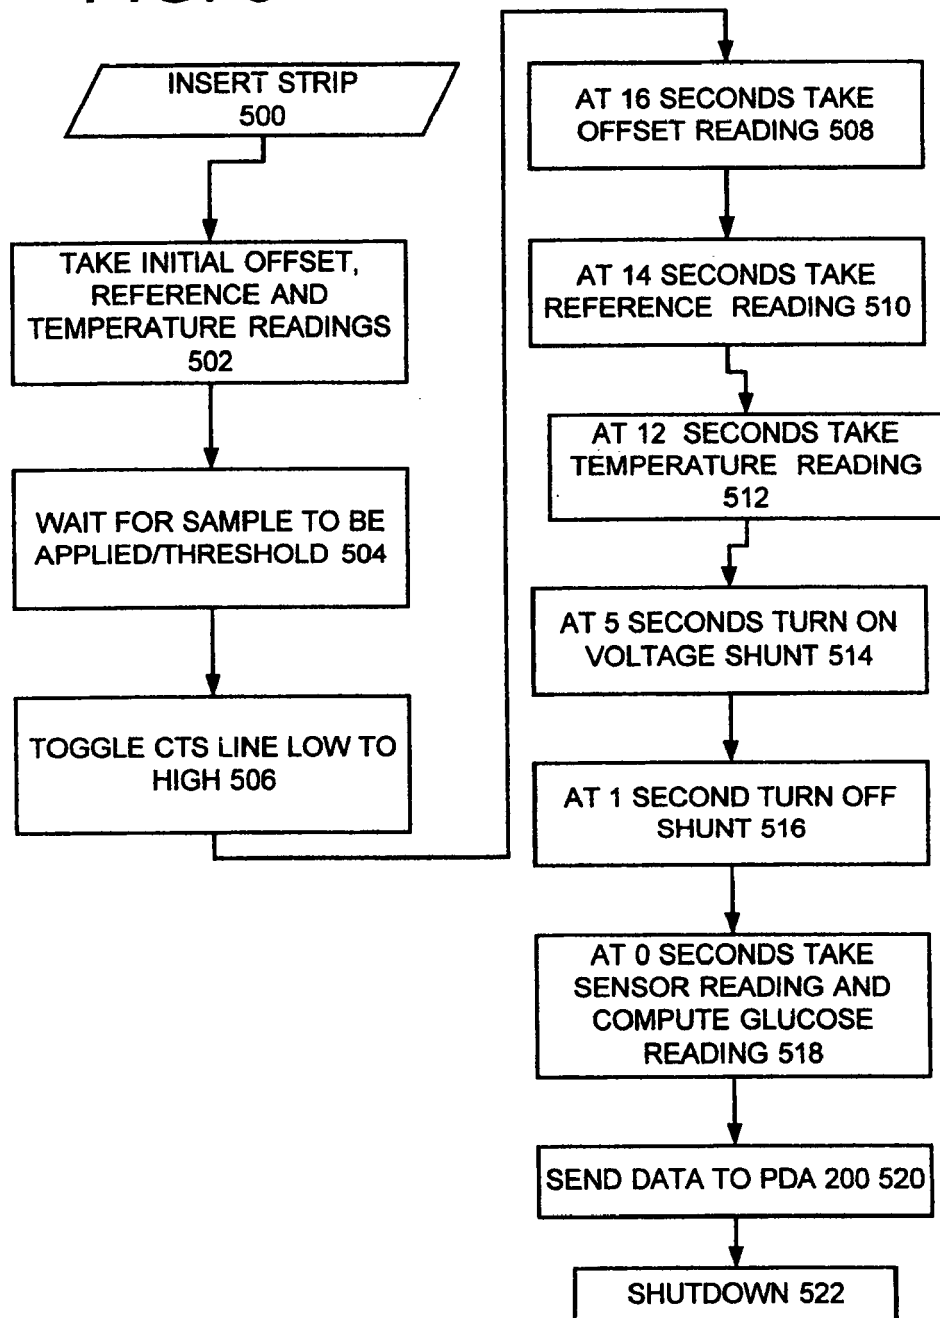 INSERT STRIP
500
TAKE INITIAL OFFSET,
REFERENCE AND
TEMPERATURE READINGS
502
WAIT FOR SAMPLE TO BE
APPLIED/THRESHOLD 504
TOGGLE CTS LINE LOW TO
HIGH 506
AT 16 SECONDS TAKE
OFFSET READING 508
AT 14 SECONDS TAKE
REFERENCE READING 510
AT 12 SECONDS TAKE
TEMPERATURE READING
512
AT 5 SECONDS TURN ON
VOLTAGE SHUNT 514
AT 1 SECOND TURN OFF
SHUNT 516
AT 0 SECONDS TAKE
SENSOR READING AND
COMPUTE GLUCOSE
READING 518
SEND DATA TO PDA 200 520
SHUTDOWN 522